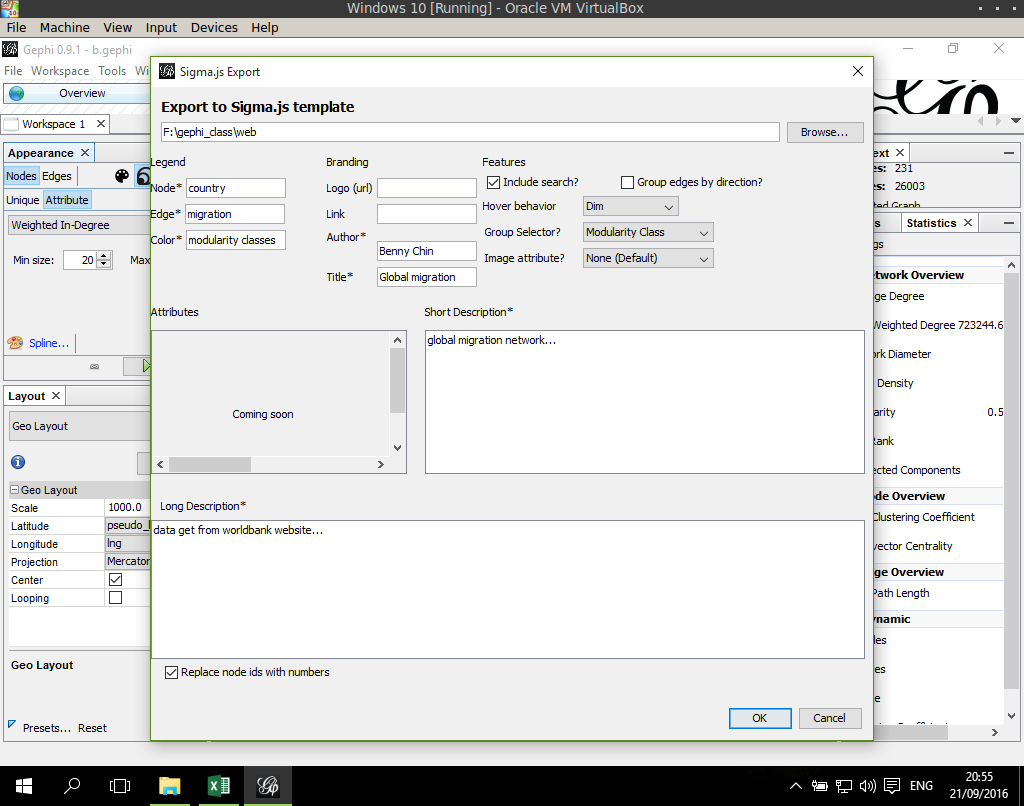 Windows 10 [Running] - Oracle VM VirtualBox
File Machine View Input Devices Help
Gephi 0.9.1 - b.gephi
File Workspace Tools Wi
Overview
Workspace 1
Appearance
Nodes Edges
Unique Attribute
Weighted In-Degree
Min size: 20 Max
Spline...
Layout
Geo Layout
Geo Layout
Scale 1000.0
Latitude pseudo_l
Longitude lng
Projection Mercator
Center
Looping
Geo Layout
Presets... Reset
Sigma.js Export
Export to Sigma.js template
F:\gephi_class\web Browse...
Legend
Node* country
Edge* migration
Color* modularity classes
Branding
Logo (url)
Link
Author* Benny Chin
Title* Global migration
Features
Include search? Group edges by direction?
Hover behavior Dim
Group Selector? Modularity Class
Image attribute? None (Default)
Attributes
Coming soon
Short Description*
global migration network...
Long Description*
data get from worldbank website...
Replace node ids with numbers
OK Cancel
ext
es: 231
es: 26003
ted Graph
s Statistics
gs
etwork Overview
ge Degree
Weighted Degree 723244.6
ork Diameter
Density
arity 0.5
Rank
ected Components
ode Overview
Clustering Coefficient
vector Centrality
ge Overview
Path Length
ynamic
des
es
e
ENG
20:55
21/09/2016